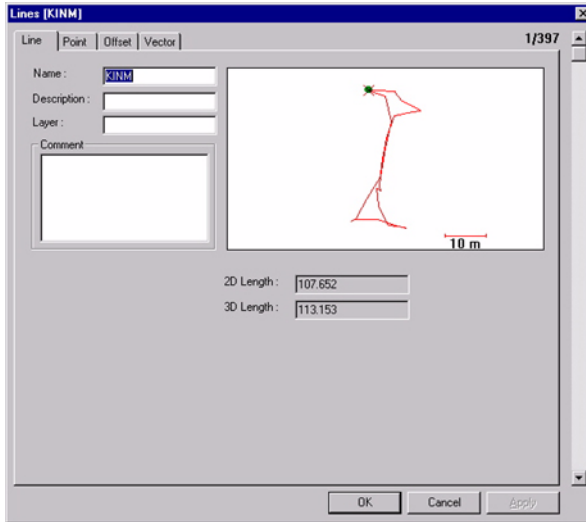 Lines [KINM]
Line Point Offset Vector 1/397
Name : KINM
Description :
Layer :
Comment
10 m
2D Length : 107.652
3D Length : 113.153
OK Cancel Apply